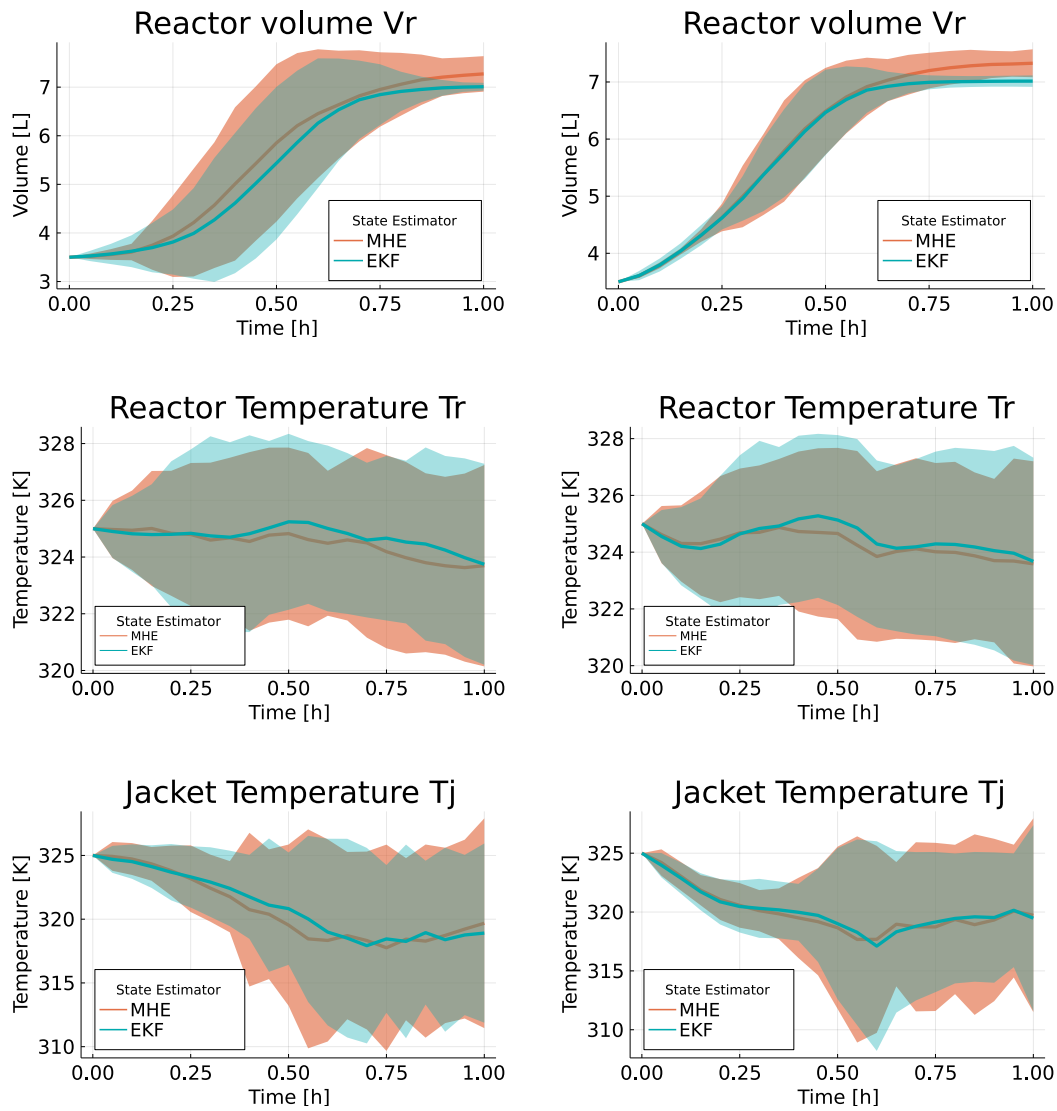 Reactor volume Vr
Volume [L]
7
6
5
4
3
State Estimator
MHE
EKF
0.00 0.25 0.50 0.75 1.00
Time [h]
Reactor volume Vr
Volume [L]
7
6
5
4
State Estimator
MHE
EKF
0.00 0.25 0.50 0.75 1.00
Time [h]
Reactor Temperature Tr
Temperature [K]
328
326
324
322
320
State Estimator
MHE
EKF
0.00 0.25 0.50 0.75 1.00
Time [h]
Reactor Temperature Tr
Temperature [K]
328
326
324
322
320
State Estimator
MHE
EKF
0.00 0.25 0.50 0.75 1.00
Time [h]
Jacket Temperature Tj
Temperature [K]
325
320
315
310
State Estimator
MHE
EKF
0.00 0.25 0.50 0.75 1.00
Time [h]
Jacket Temperature Tj
Temperature [K]
325
320
315
310
State Estimator
MHE
EKF
0.00 0.25 0.50 0.75 1.00
Time [h]